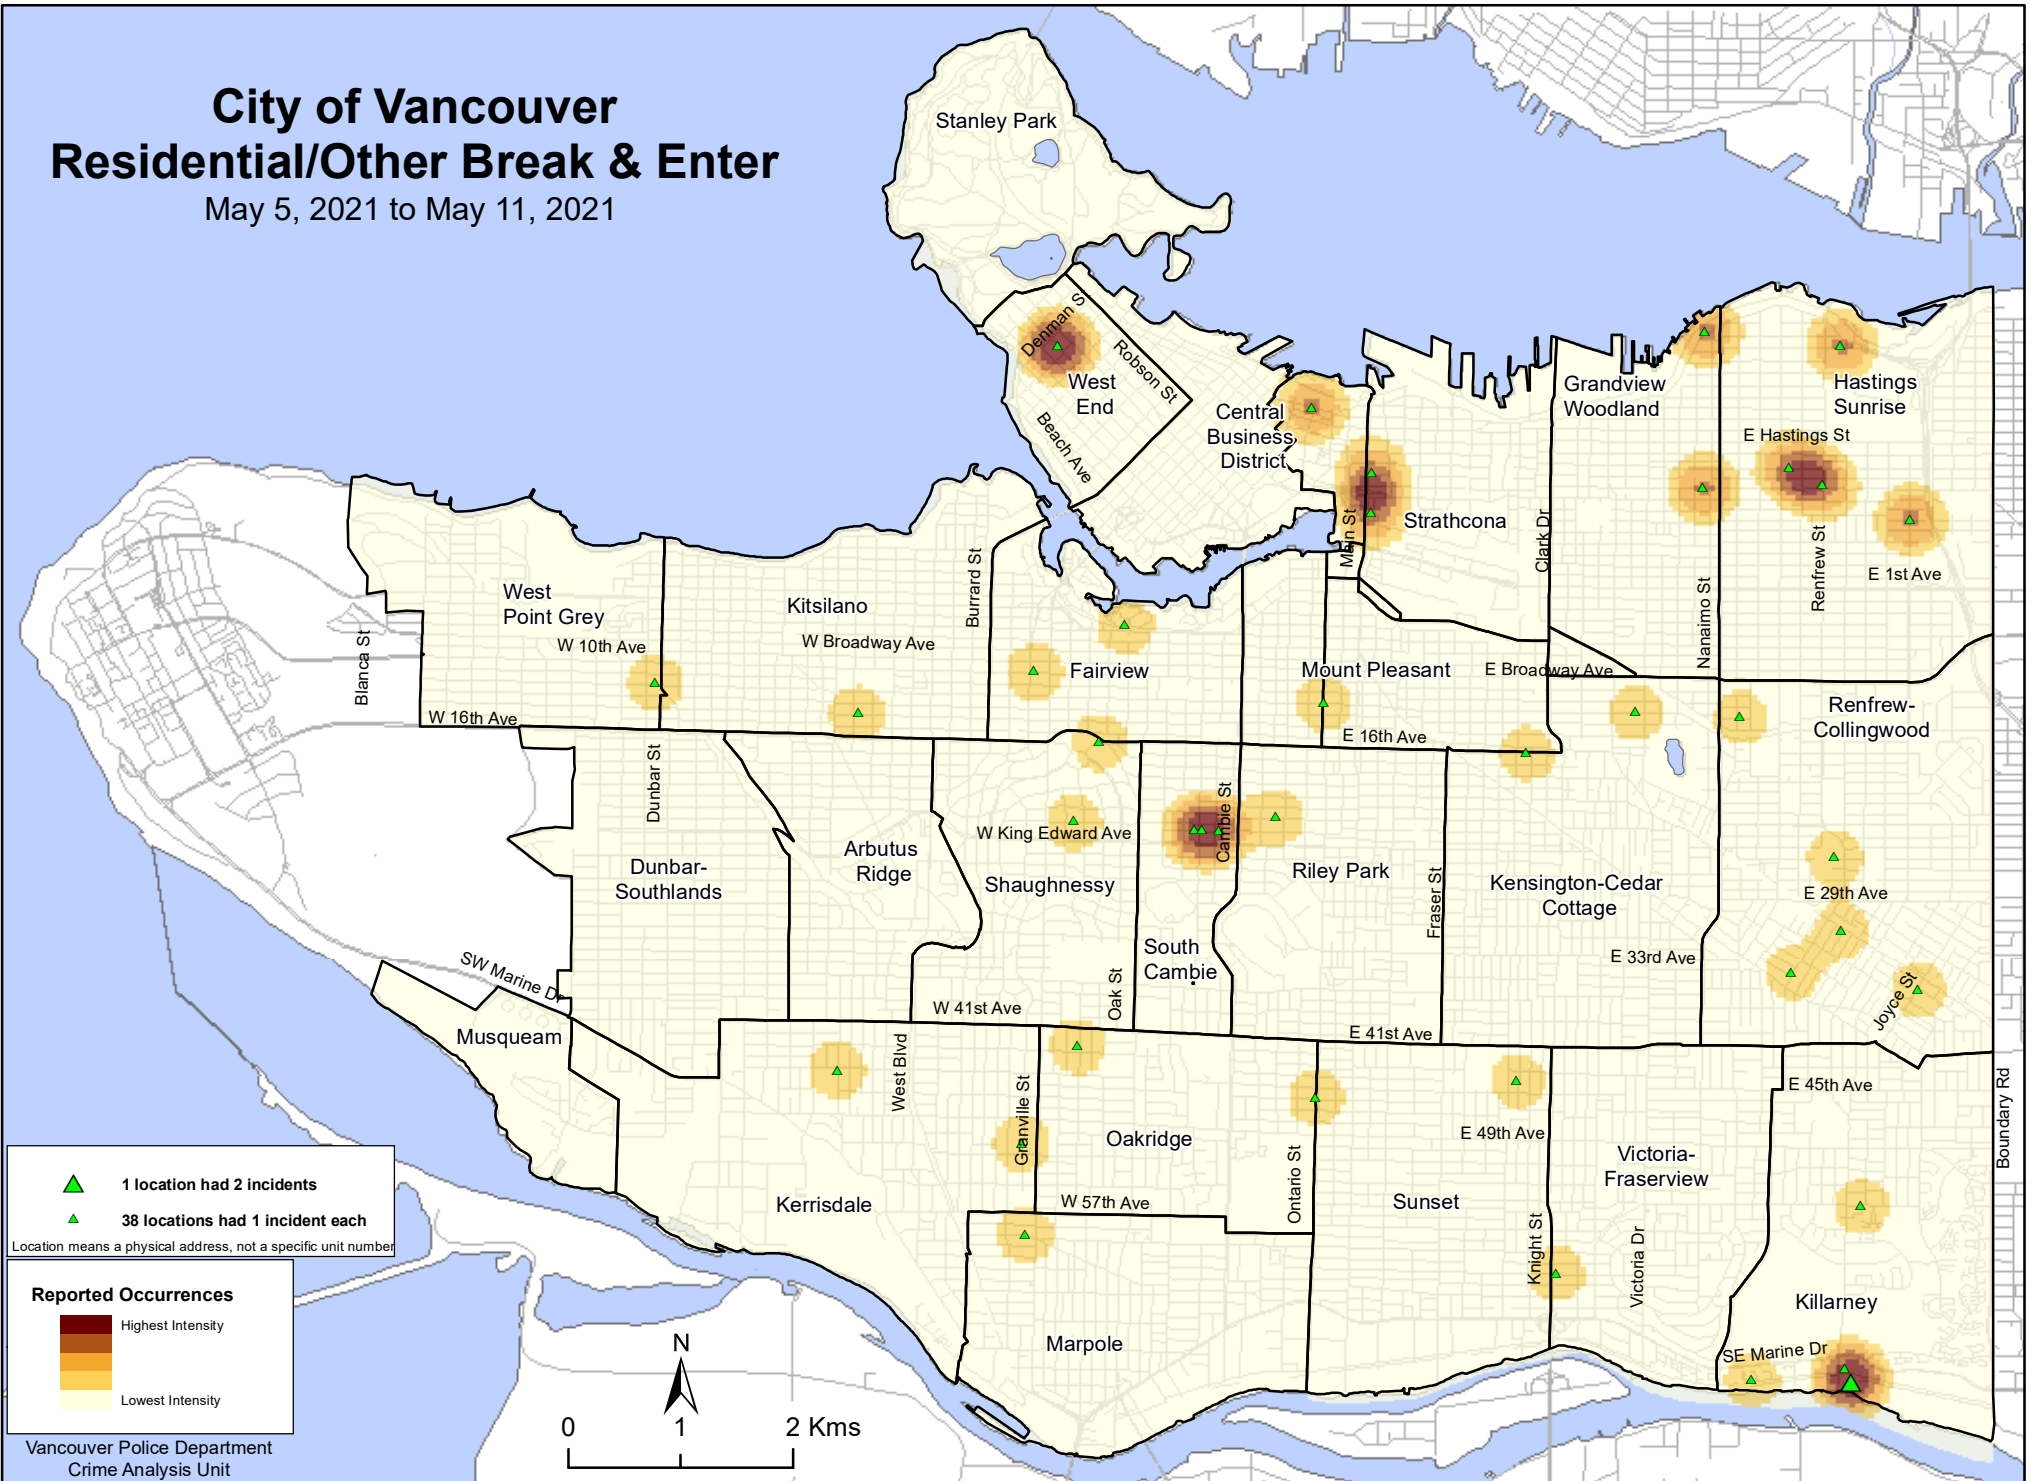 City of Vancouver
Residential/Other Break & Enter
May 5, 2021 to May 11, 2021
Stanley Park
Denman St
Robson St
West
End
Beach Ave
Central
Business
District
Main St
Strathcona
Clark Dr
Grandview
Woodland
Hastings
Sunrise
E Hastings St
Nanaimo St
Renfrew St
E 1st Ave
West
Point Grey
W 10th Ave
Blanca St
W 16th Ave
Kitsilano
W Broadway Ave
Burrard St
Fairview
Mount Pleasant
E Broadway Ave
E 16th Ave
Renfrew-
Collingwood
Dunbar St
Dunbar-
Southlands
Arbutus
Ridge
W King Edward Ave
Shaughnessy
Cambie St
Riley Park
Fraser St
Kensington-Cedar
Cottage
E 29th Ave
South
Cambie
E 33rd Ave
Joyce St
SW Marine Dr
Musqueam
W 41st Ave
Oak St
E 41st Ave
West Blvd
Granville St
Oakridge
E 45th Ave
Boundary Rd
E 49th Ave
Victoria-
Fraserview
Kerrisdale
W 57th Ave
Ontario St
Sunset
Knight St
Victoria Dr
Killarney
SE Marine Dr
Marpole
1 location had 2 incidents
38 locations had 1 incident each
Location means a physical address, not a specific unit number
Reported Occurrences
Highest Intensity
Lowest Intensity
Vancouver Police Department
Crime Analysis Unit
N
0 1 2 Kms